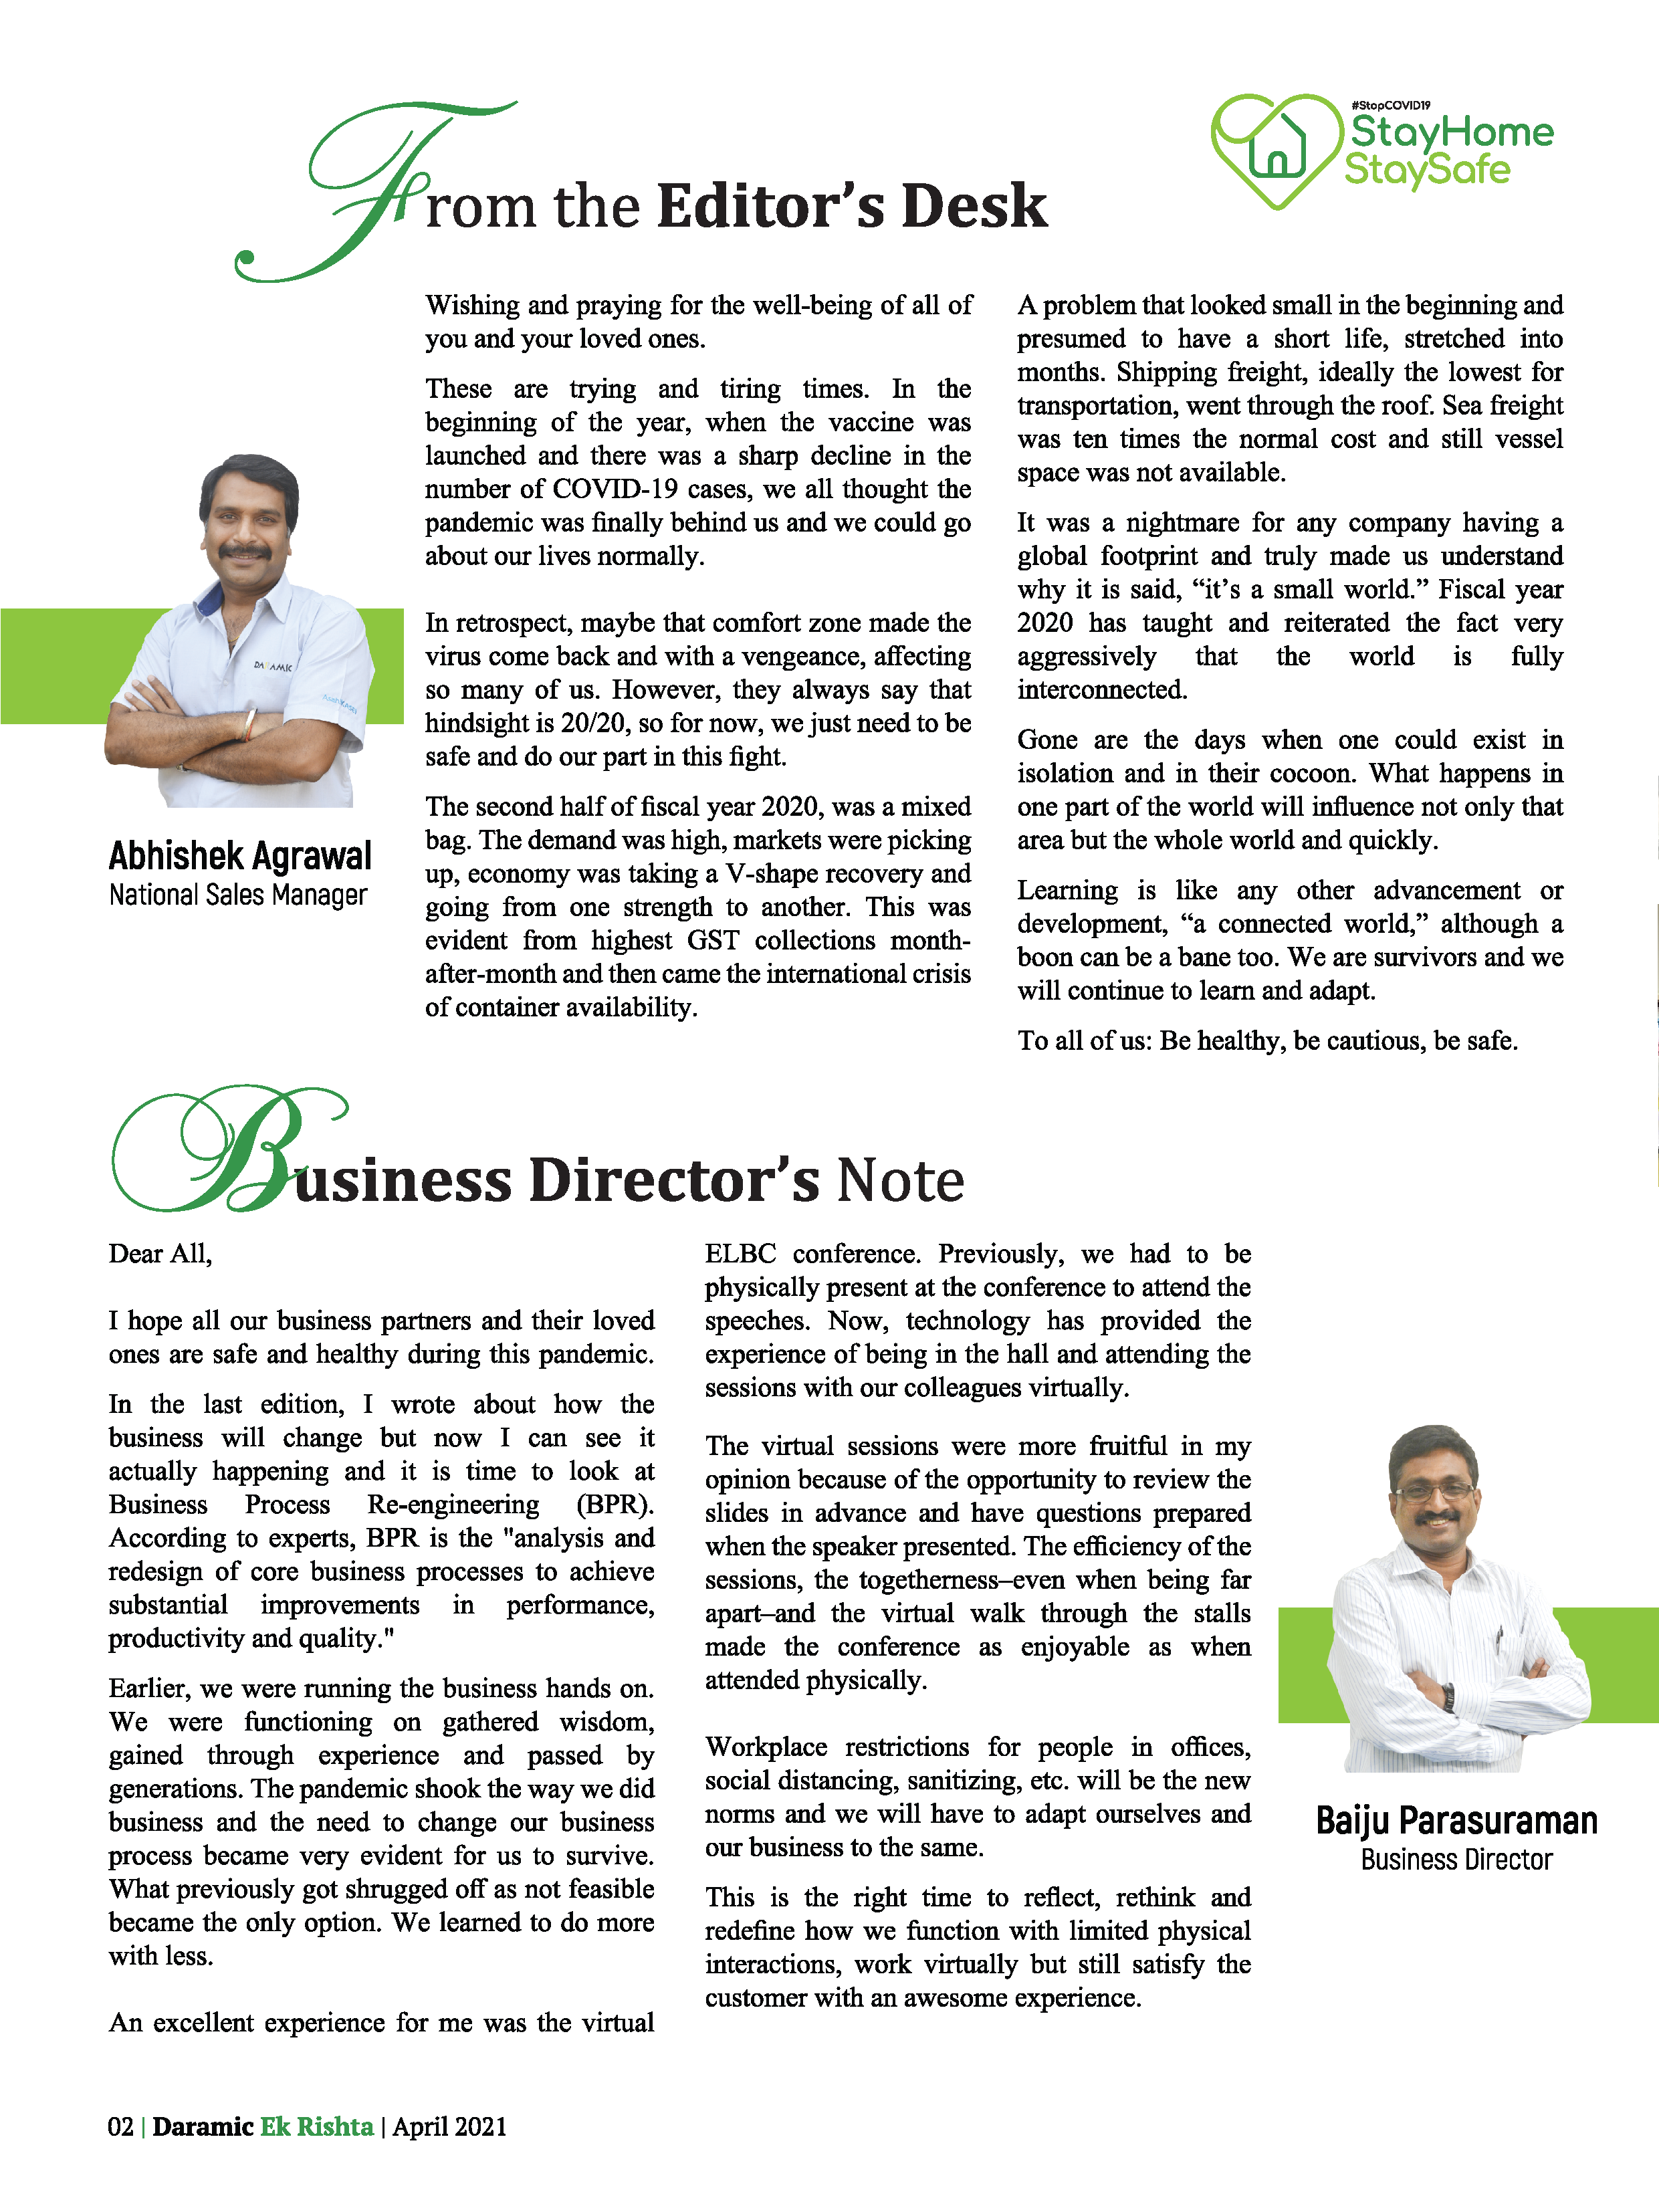 #StopCOVID19
StayHome
StaySafe
From the Editor's Desk
Wishing and praying for the well-being of all of
you and your loved ones.
These are trying and tiring times. In the
beginning of the year, when the vaccine was
launched and there was a sharp decline in the
number of COVID-19 cases, we all thought the
pandemic was finally behind us and we could go
about our lives normally.
In retrospect, maybe that comfort zone made the
virus come back and with a vengeance, affecting
so many of us. However, they always say that
hindsight is 20/20, so for now, we just need to be
safe and do our part in this fight.
The second half of fiscal year 2020, was a mixed
bag. The demand was high, markets were picking
up, economy was taking a V-shape recovery and
going from one strength to another. This was
evident from highest GST collections month-
after-month and then came the international crisis
of container availability.
A problem that looked small in the beginning and
presumed to have a short life, stretched into
months. Shipping freight, ideally the lowest for
transportation, went through the roof. Sea freight
was ten times the normal cost and still vessel
space was not available.
It was a nightmare for any company having a
global footprint and truly made us understand
why it is said, “it’s a small world.” Fiscal year
2020 has taught and reiterated the fact very
aggressively that the world is fully
interconnected.
Gone are the days when one could exist in
isolation and in their cocoon. What happens in
one part of the world will influence not only that
area but the whole world and quickly.
Learning is like any other advancement or
development, “a connected world,” although a
boon can be a bane too. We are survivors and we
will continue to learn and adapt.
To all of us: Be healthy, be cautious, be safe.
DARAMIC
AsahiKASEI
Abhishek Agrawal
National Sales Manager
Business Director’s Note
Dear All,
I hope all our business partners and their loved
ones are safe and healthy during this pandemic.
In the last edition, I wrote about how the
business will change but now I can see it
actually happening and it is time to look at
Business Process Re-engineering (BPR).
According to experts, BPR is the "analysis and
redesign of core business processes to achieve
substantial improvements in performance,
productivity and quality."
Earlier, we were running the business hands on.
We were functioning on gathered wisdom,
gained through experience and passed by
generations. The pandemic shook the way we did
business and the need to change our business
process became very evident for us to survive.
What previously got shrugged off as not feasible
became the only option. We learned to do more
with less.
An excellent experience for me was the virtual
ELBC conference. Previously, we had to be
physically present at the conference to attend the
speeches. Now, technology has provided the
experience of being in the hall and attending the
sessions with our colleagues virtually.
The virtual sessions were more fruitful in my
opinion because of the opportunity to review the
slides in advance and have questions prepared
when the speaker presented. The efficiency of the
sessions, the togetherness–even when being far
apart–and the virtual walk through the stalls
made the conference as enjoyable as when
attended physically.
Workplace restrictions for people in offices,
social distancing, sanitizing, etc. will be the new
norms and we will have to adapt ourselves and
our business to the same.
This is the right time to reflect, rethink and
redefine how we function with limited physical
interactions, work virtually but still satisfy the
customer with an awesome experience.
Baiju Parasuraman
Business Director
02 | Daramic Ek Rishta | April 2021